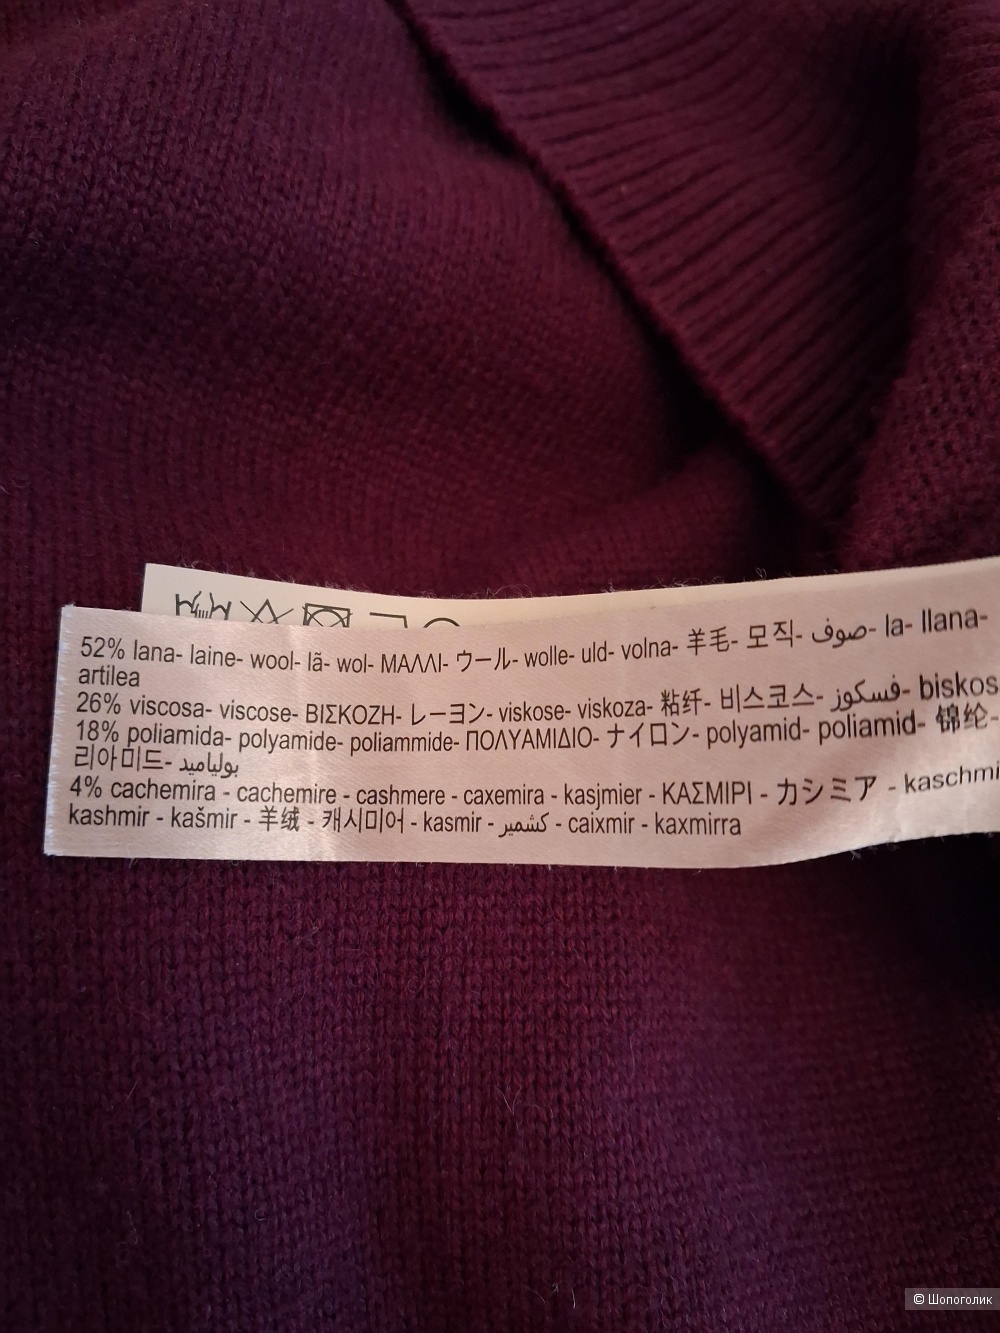 52% lana- laine- wool- lã- wol- ΜΑΛΛΙ- ウール- wolle- uld- volna- 羊毛- 모직- صوف- la- llana-
artilea
26% viscosa- viscose- ΒΙΣΚΟΖΗ- レーヨン- viskose- viskoza- 粘纤- 비스코스- فسكوز- biskos
18% poliamida- polyamide- poliammide- ΠΟΛΥΑΜΙΔΙΟ- ナイロン- polyamid- poliamid- 锦纶-
리아미드- بولياميد
4% cachemira - cachemire - cashmere - caxemira - kasjmier - ΚΑΣΜΙΡΙ - カシミア - kaschmi
kashmir - kašmir - 羊绒 - 캐시미어 - kasmir - كشمير - caixmir - kaxmirra
© Шопоголик